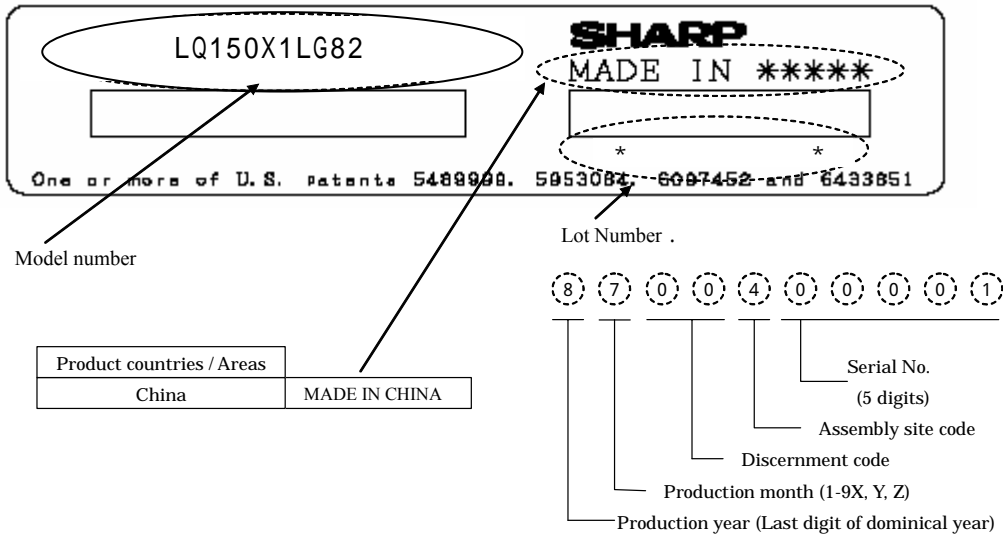 LQ150X1LG82
SHARP
MADE IN *****
* *
One or more of U.S. Patents 5489999. 5953084. 6097452 and 6433851
Model number
Lot Number .
8 7 0 0 4 0 0 0 0 1
Product countries / Areas
China MADE IN CHINA
Serial No.
(5 digits)
Assembly site code
Discernment code
Production month (1-9X, Y, Z)
Production year (Last digit of dominical year)